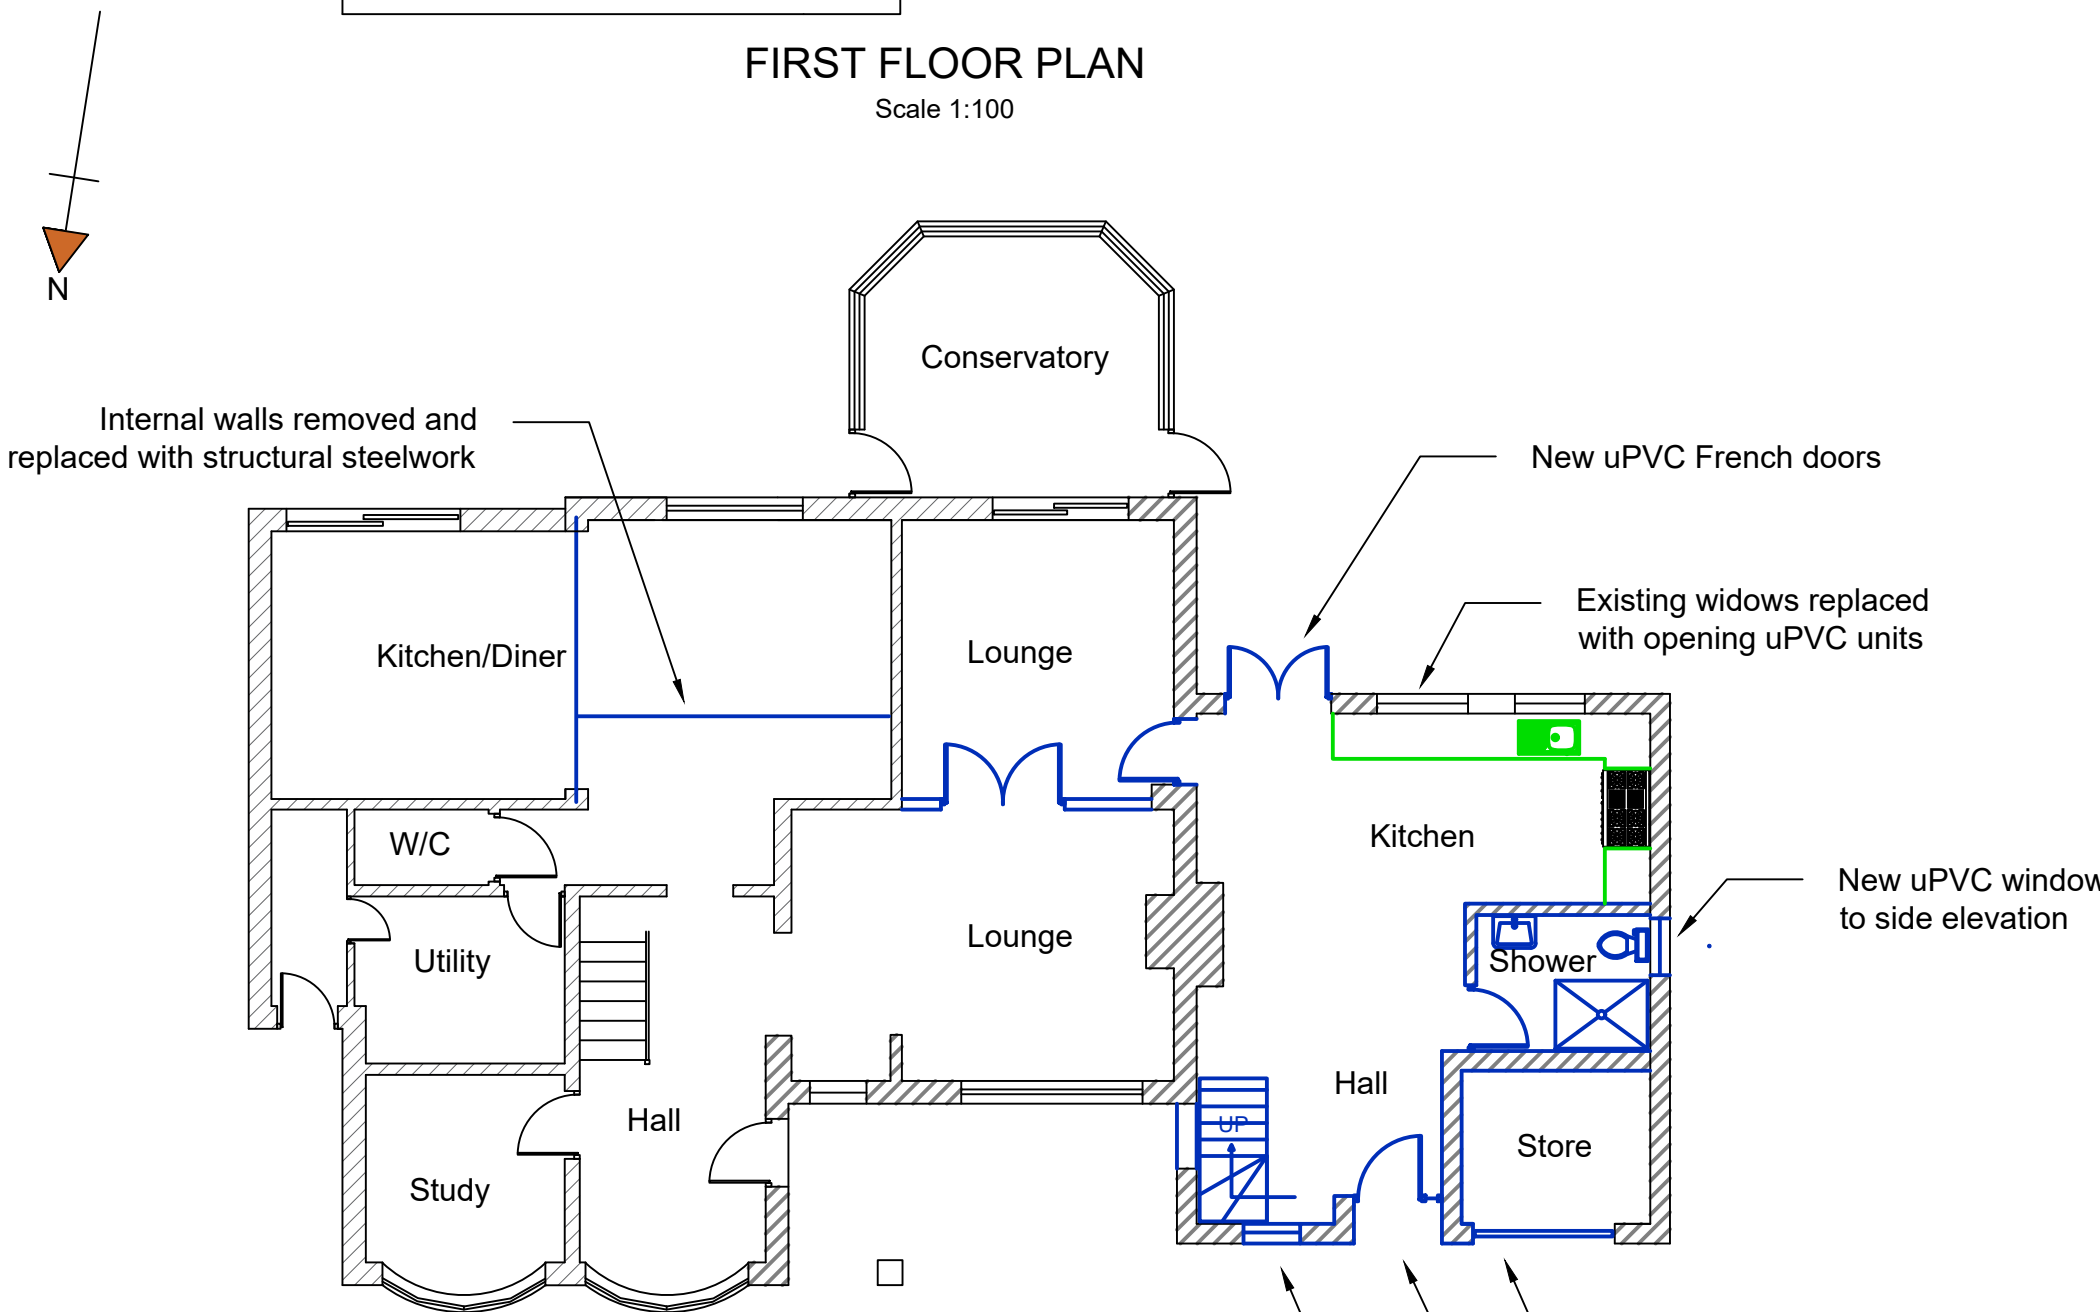 FIRST FLOOR PLAN
Scale 1:100
N
Conservatory
Internal walls removed and
replaced with structural steelwork
New uPVC French doors
Existing widows replaced
with opening uPVC units
Kitchen/Diner
Lounge
Kitchen
W/C
New uPVC window
to side elevation
Utility
Lounge
Shower
Hall
Hall
UP
Store
Study